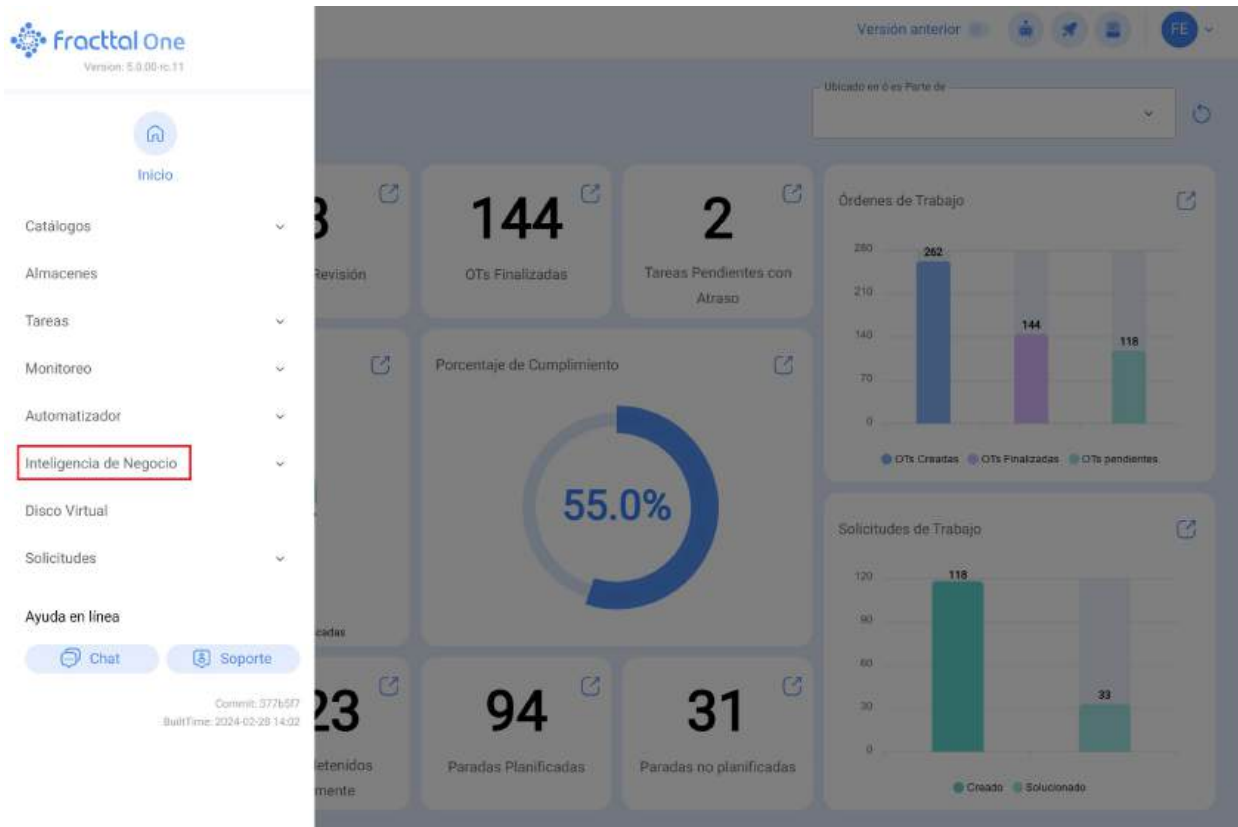 fracttal One
Version: 5.0.00-rc.11
Inicio
Catálogos
Almacenes
Tareas
Monitoreo
Automatizador
Inteligencia de Negocio
Disco Virtual
Solicitudes
Ayuda en línea
Chat
Soporte
Commit: 377b5f7
BuiltTime: 2024-02-28 14:02
Versión anterior
FE
Ubicado en ó es Parte de
Revisión
144
OTs Finalizadas
2
Tareas Pendientes con
Atraso
Órdenes de Trabajo
280
210
140
70
0
262
144
118
OTs Creadas OTs Finalizadas OTs pendientes
Porcentaje de Cumplimiento
55.0%
Solicitudes de Trabajo
120
90
60
30
0
118
33
Creado Solucionado
23
94
Paradas Planificadas
31
Paradas no planificadas